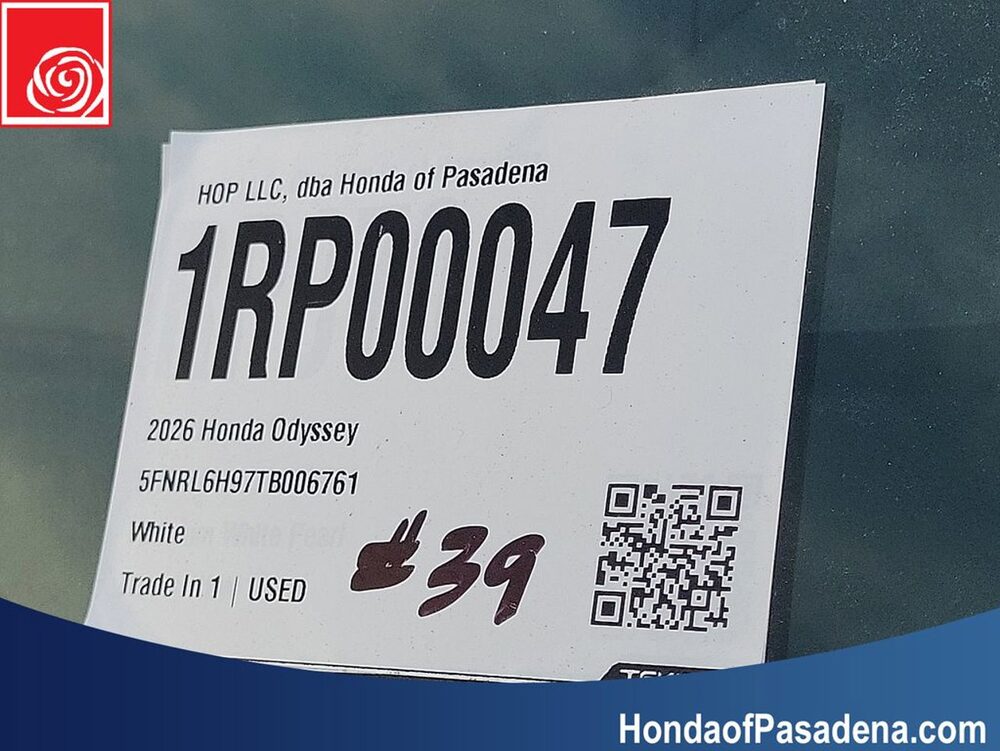 HOP LLC, dba Honda of Pasadena
1RP00047
2026 Honda Odyssey
5FNRL6H97TB006761
White
Trade In 1 | USED
#39
HondaofPasadena.com